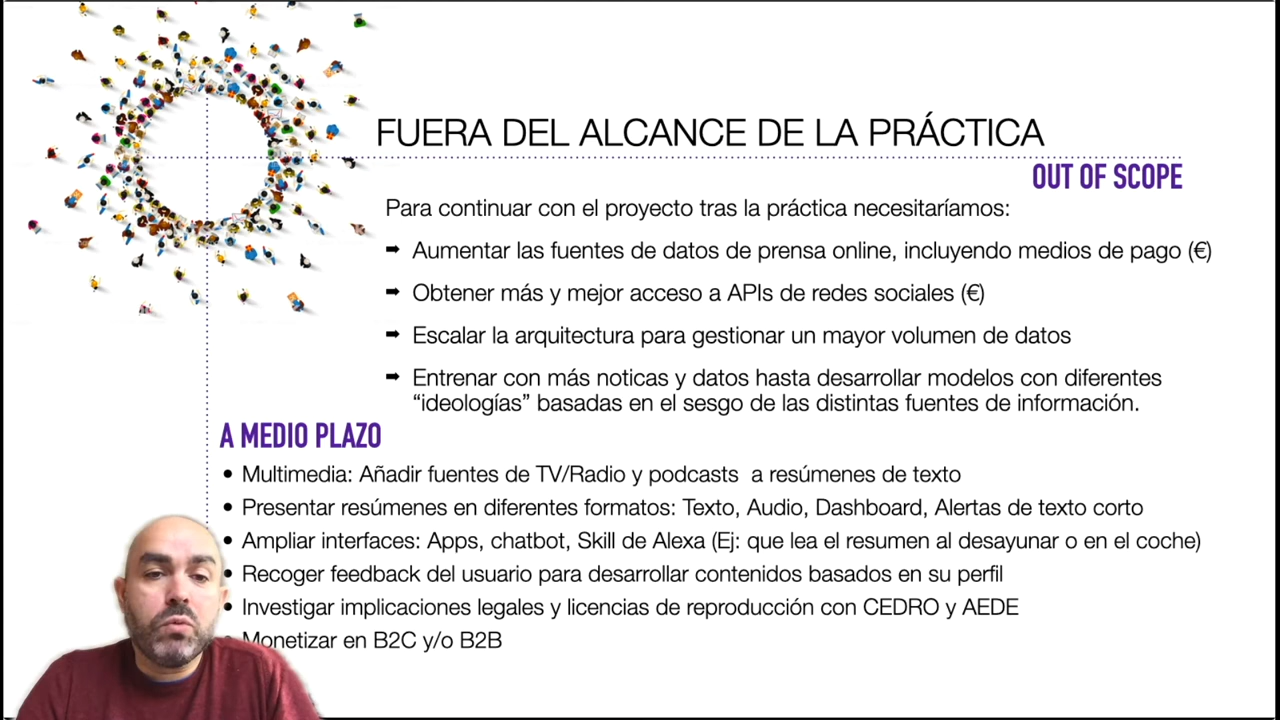 FUERA DEL ALCANCE DE LA PRÁCTICA
OUT OF SCOPE
Para continuar con el proyecto tras la práctica necesitaríamos:
➡ Aumentar las fuentes de datos de prensa online, incluyendo medios de pago (€)
➡ Obtener más y mejor acceso a APIs de redes sociales (€)
➡ Escalar la arquitectura para gestionar un mayor volumen de datos
➡ Entrenar con más noticas y datos hasta desarrollar modelos con diferentes
“ideologías” basadas en el sesgo de las distintas fuentes de información.
A MEDIO PLAZO
• Multimedia: Añadir fuentes de TV/Radio y podcasts a resúmenes de texto
• Presentar resúmenes en diferentes formatos: Texto, Audio, Dashboard, Alertas de texto corto
• Ampliar interfaces: Apps, chatbot, Skill de Alexa (Ej: que lea el resumen al desayunar o en el coche)
• Recoger feedback del usuario para desarrollar contenidos basados en su perfil
• Investigar implicaciones legales y licencias de reproducción con CEDRO y AEDE
• Monetizar en B2C y/o B2B